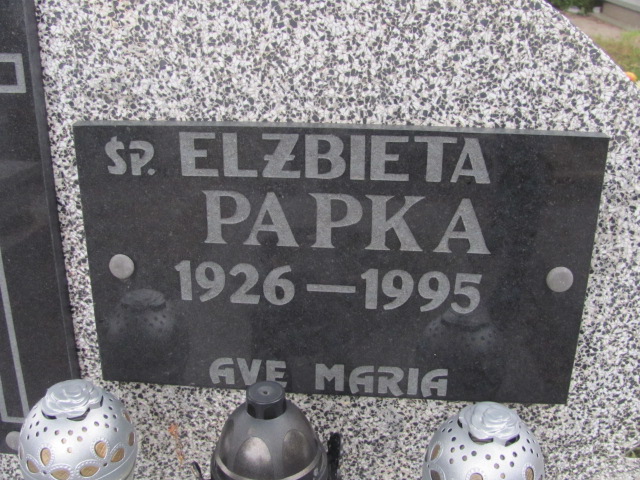 ŚP. ELŻBIETA
PAPKA
1926-1995
AVE MARIA